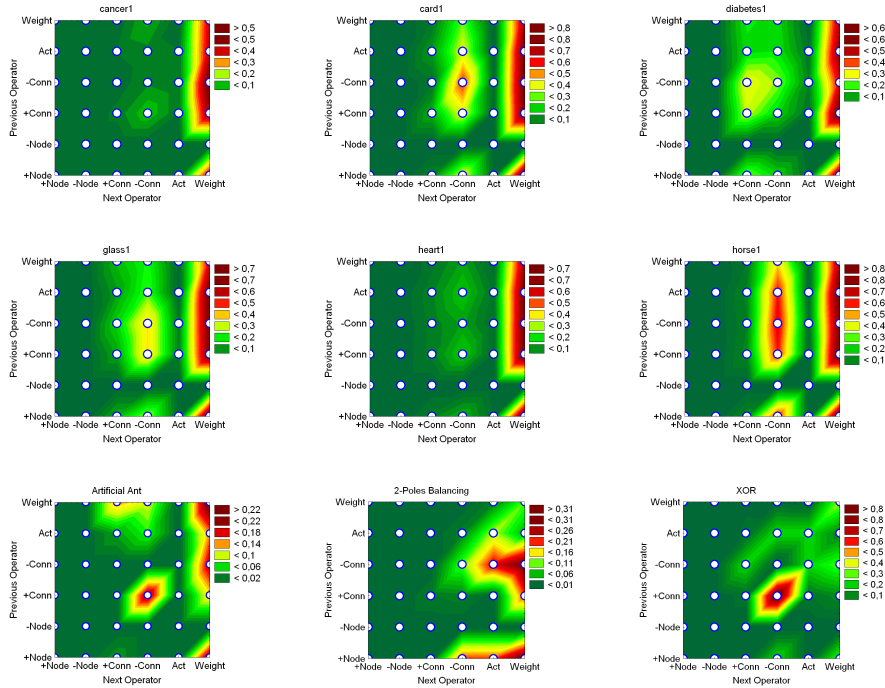 cancer1
Weight
Act
-Conn
+Conn
-Node
+Node
Previous Operator
+Node -Node +Conn -Conn Act Weight
Next Operator
> 0,5
< 0,5
< 0,4
< 0,3
< 0,2
< 0,1
card1
Weight
Act
-Conn
+Conn
-Node
+Node
Previous Operator
+Node -Node +Conn -Conn Act Weight
Next Operator
> 0,8
< 0,8
< 0,7
< 0,6
< 0,5
< 0,4
< 0,3
< 0,2
< 0,1
diabetes1
Weight
Act
-Conn
+Conn
-Node
+Node
Previous Operator
+Node -Node +Conn -Conn Act Weight
Next Operator
> 0,6
< 0,6
< 0,5
< 0,4
< 0,3
< 0,2
< 0,1
glass1
Weight
Act
-Conn
+Conn
-Node
+Node
Previous Operator
+Node -Node +Conn -Conn Act Weight
Next Operator
> 0,7
< 0,7
< 0,6
< 0,5
< 0,4
< 0,3
< 0,2
< 0,1
heart1
Weight
Act
-Conn
+Conn
-Node
+Node
Previous Operator
+Node -Node +Conn -Conn Act Weight
Next Operator
> 0,7
< 0,7
< 0,6
< 0,5
< 0,4
< 0,3
< 0,2
< 0,1
horse1
Weight
Act
-Conn
+Conn
-Node
+Node
Previous Operator
+Node -Node +Conn -Conn Act Weight
Next Operator
> 0,8
< 0,8
< 0,7
< 0,6
< 0,5
< 0,4
< 0,3
< 0,2
< 0,1
Artificial Ant
Weight
Act
-Conn
+Conn
-Node
+Node
Previous Operator
+Node -Node +Conn -Conn Act Weight
Next Operator
> 0,22
< 0,22
< 0,18
< 0,14
< 0,1
< 0,06
< 0,02
2-Poles Balancing
Weight
Act
-Conn
+Conn
-Node
+Node
Previous Operator
+Node -Node +Conn -Conn Act Weight
Next Operator
> 0,31
< 0,31
< 0,26
< 0,21
< 0,16
< 0,11
< 0,06
< 0,01
XOR
Weight
Act
-Conn
+Conn
-Node
+Node
Previous Operator
+Node -Node +Conn -Conn Act Weight
Next Operator
> 0,8
< 0,8
< 0,7
< 0,6
< 0,5
< 0,4
< 0,3
< 0,2
< 0,1